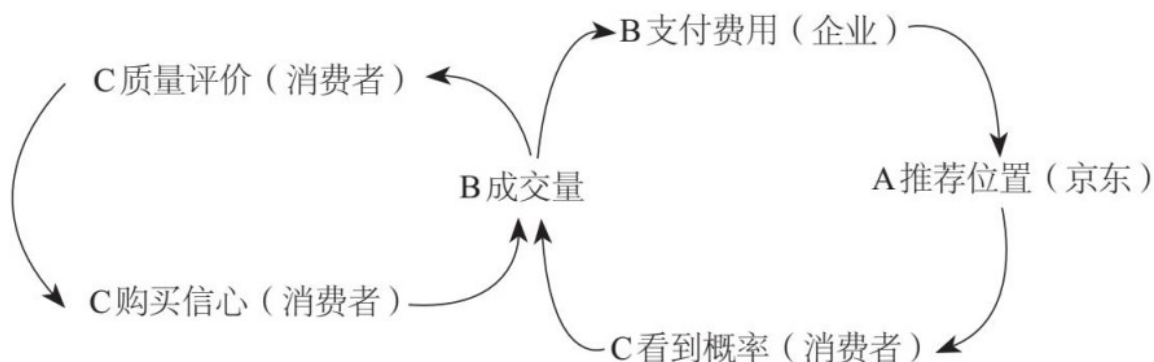 B支付费用（企业）
C质量评价（消费者）
B成交量
A推荐位置（京东）
C购买信心（消费者）
C看到概率（消费者）